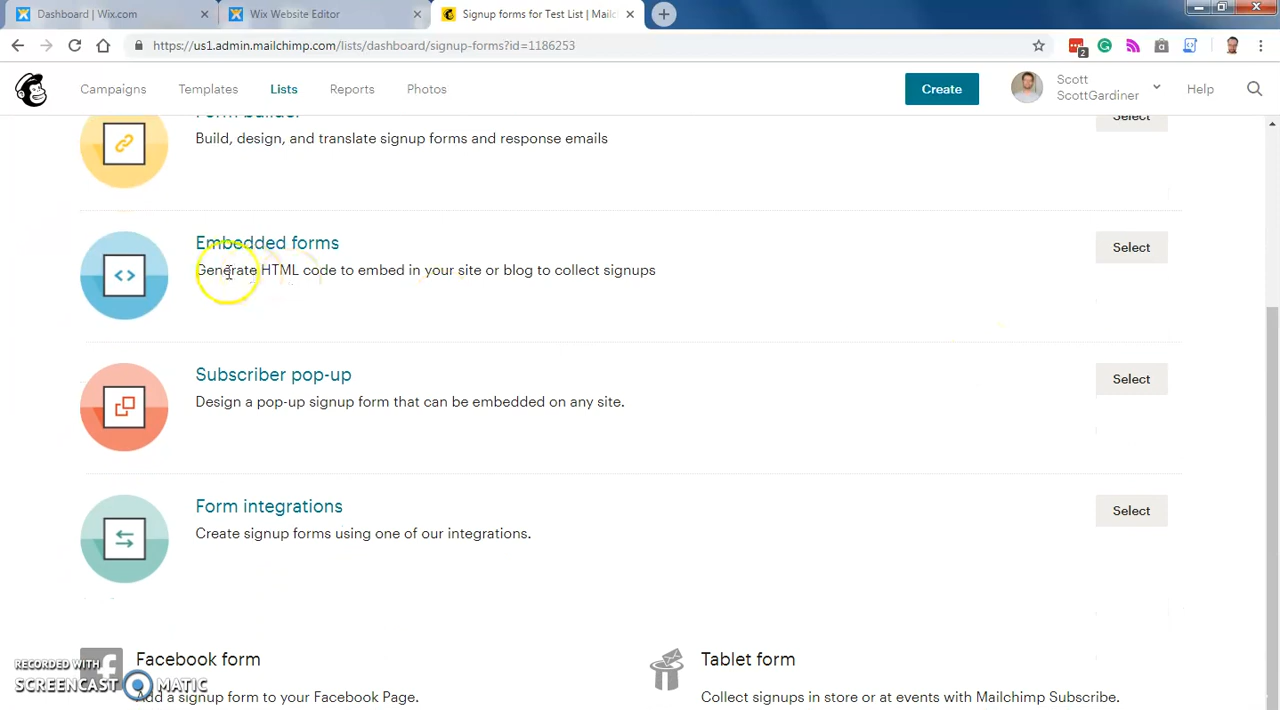 Dashboard | Wix.com
Wix Website Editor
Signup forms for Test List | Mailch
https://us1.admin.mailchimp.com/lists/dashboard/signup-forms?id=1186253
2
Campaigns
Templates
Lists
Reports
Photos
Create
Scott
ScottGardiner
Help
Form builder
Select
Build, design, and translate signup forms and response emails
Embedded forms
Select
Generate HTML code to embed in your site or blog to collect signups
Subscriber pop-up
Select
Design a pop-up signup form that can be embedded on any site.
Form integrations
Select
Create signup forms using one of our integrations.
Facebook form
Tablet form
Add a signup form to your Facebook Page.
Collect signups in store or at events with Mailchimp Subscribe.
RECORDED WITH
SCREENCAST MATIC